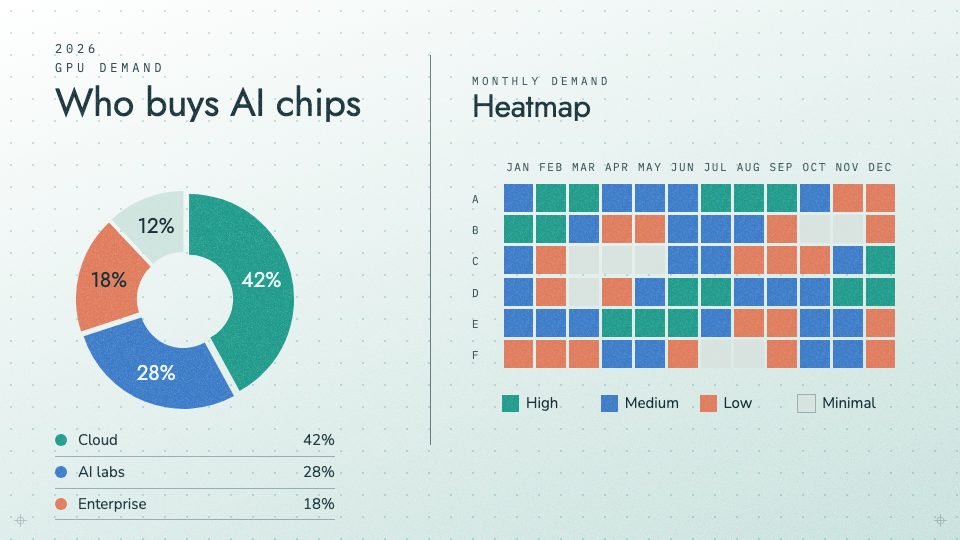 2026
GPU DEMAND
Who buys AI chips
12%
42%
18%
28%
Cloud 42%
AI labs 28%
Enterprise 18%
MONTHLY DEMAND
Heatmap
JAN FEB MAR APR MAY JUN JUL AUG SEP OCT NOV DEC
A
B
C
D
E
F
High Medium Low Minimal